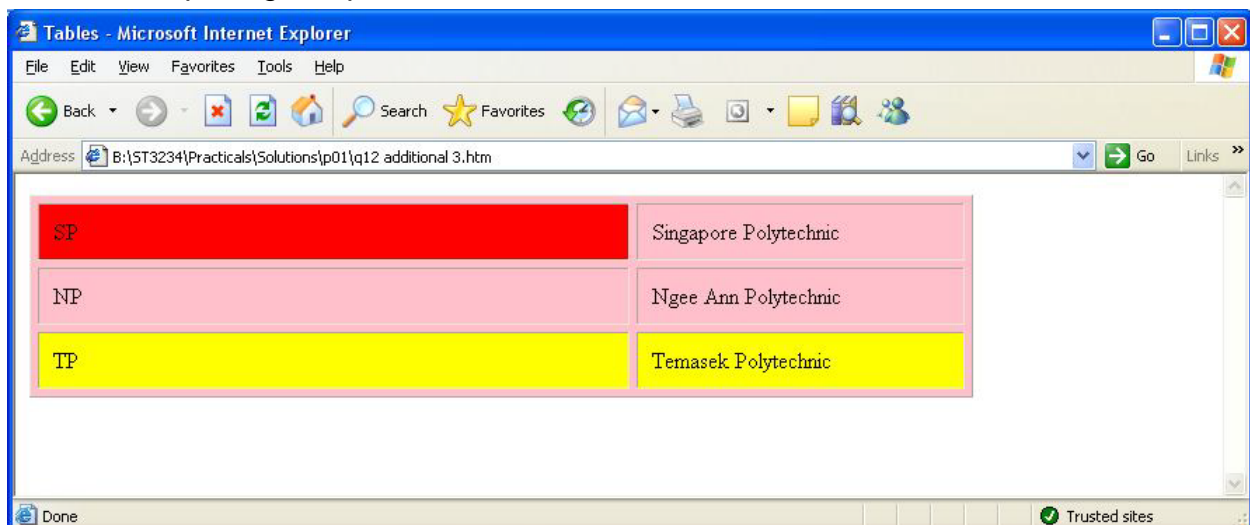 Tables - Microsoft Internet Explorer
File Edit View Favorites Tools Help
Back Search Favorites
Address B:\ST3234\Practicals\Solutions\p01\q12 additional 3.htm Go Links »
SP Singapore Polytechnic
NP Ngee Ann Polytechnic
TP Temasek Polytechnic
Done Trusted sites